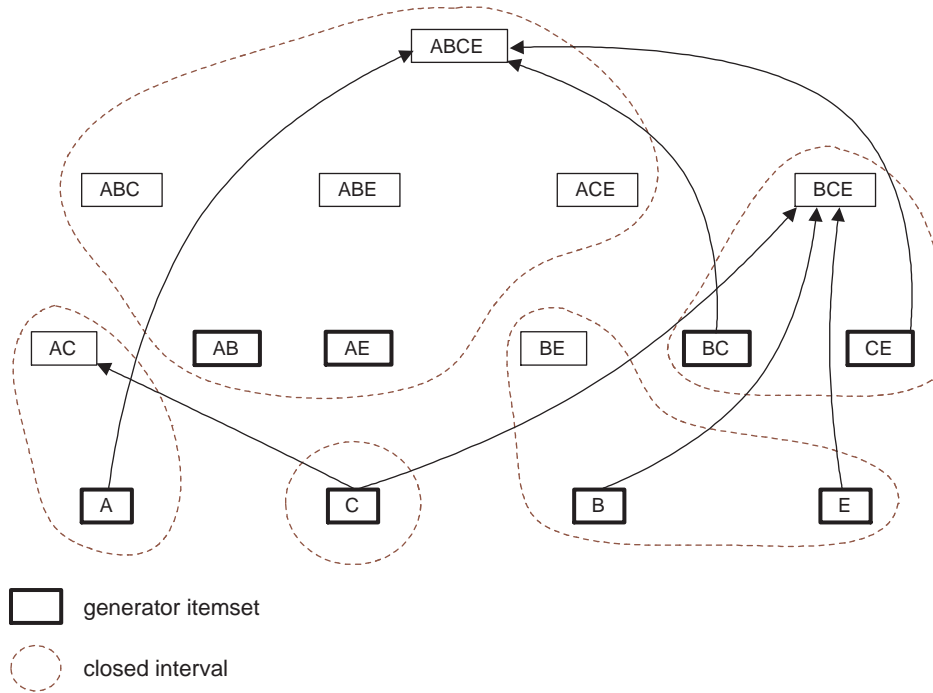 ABCE
ABC ABE ACE BCE
AC AB AE BE BC CE
A C B E
generator itemset
closed interval